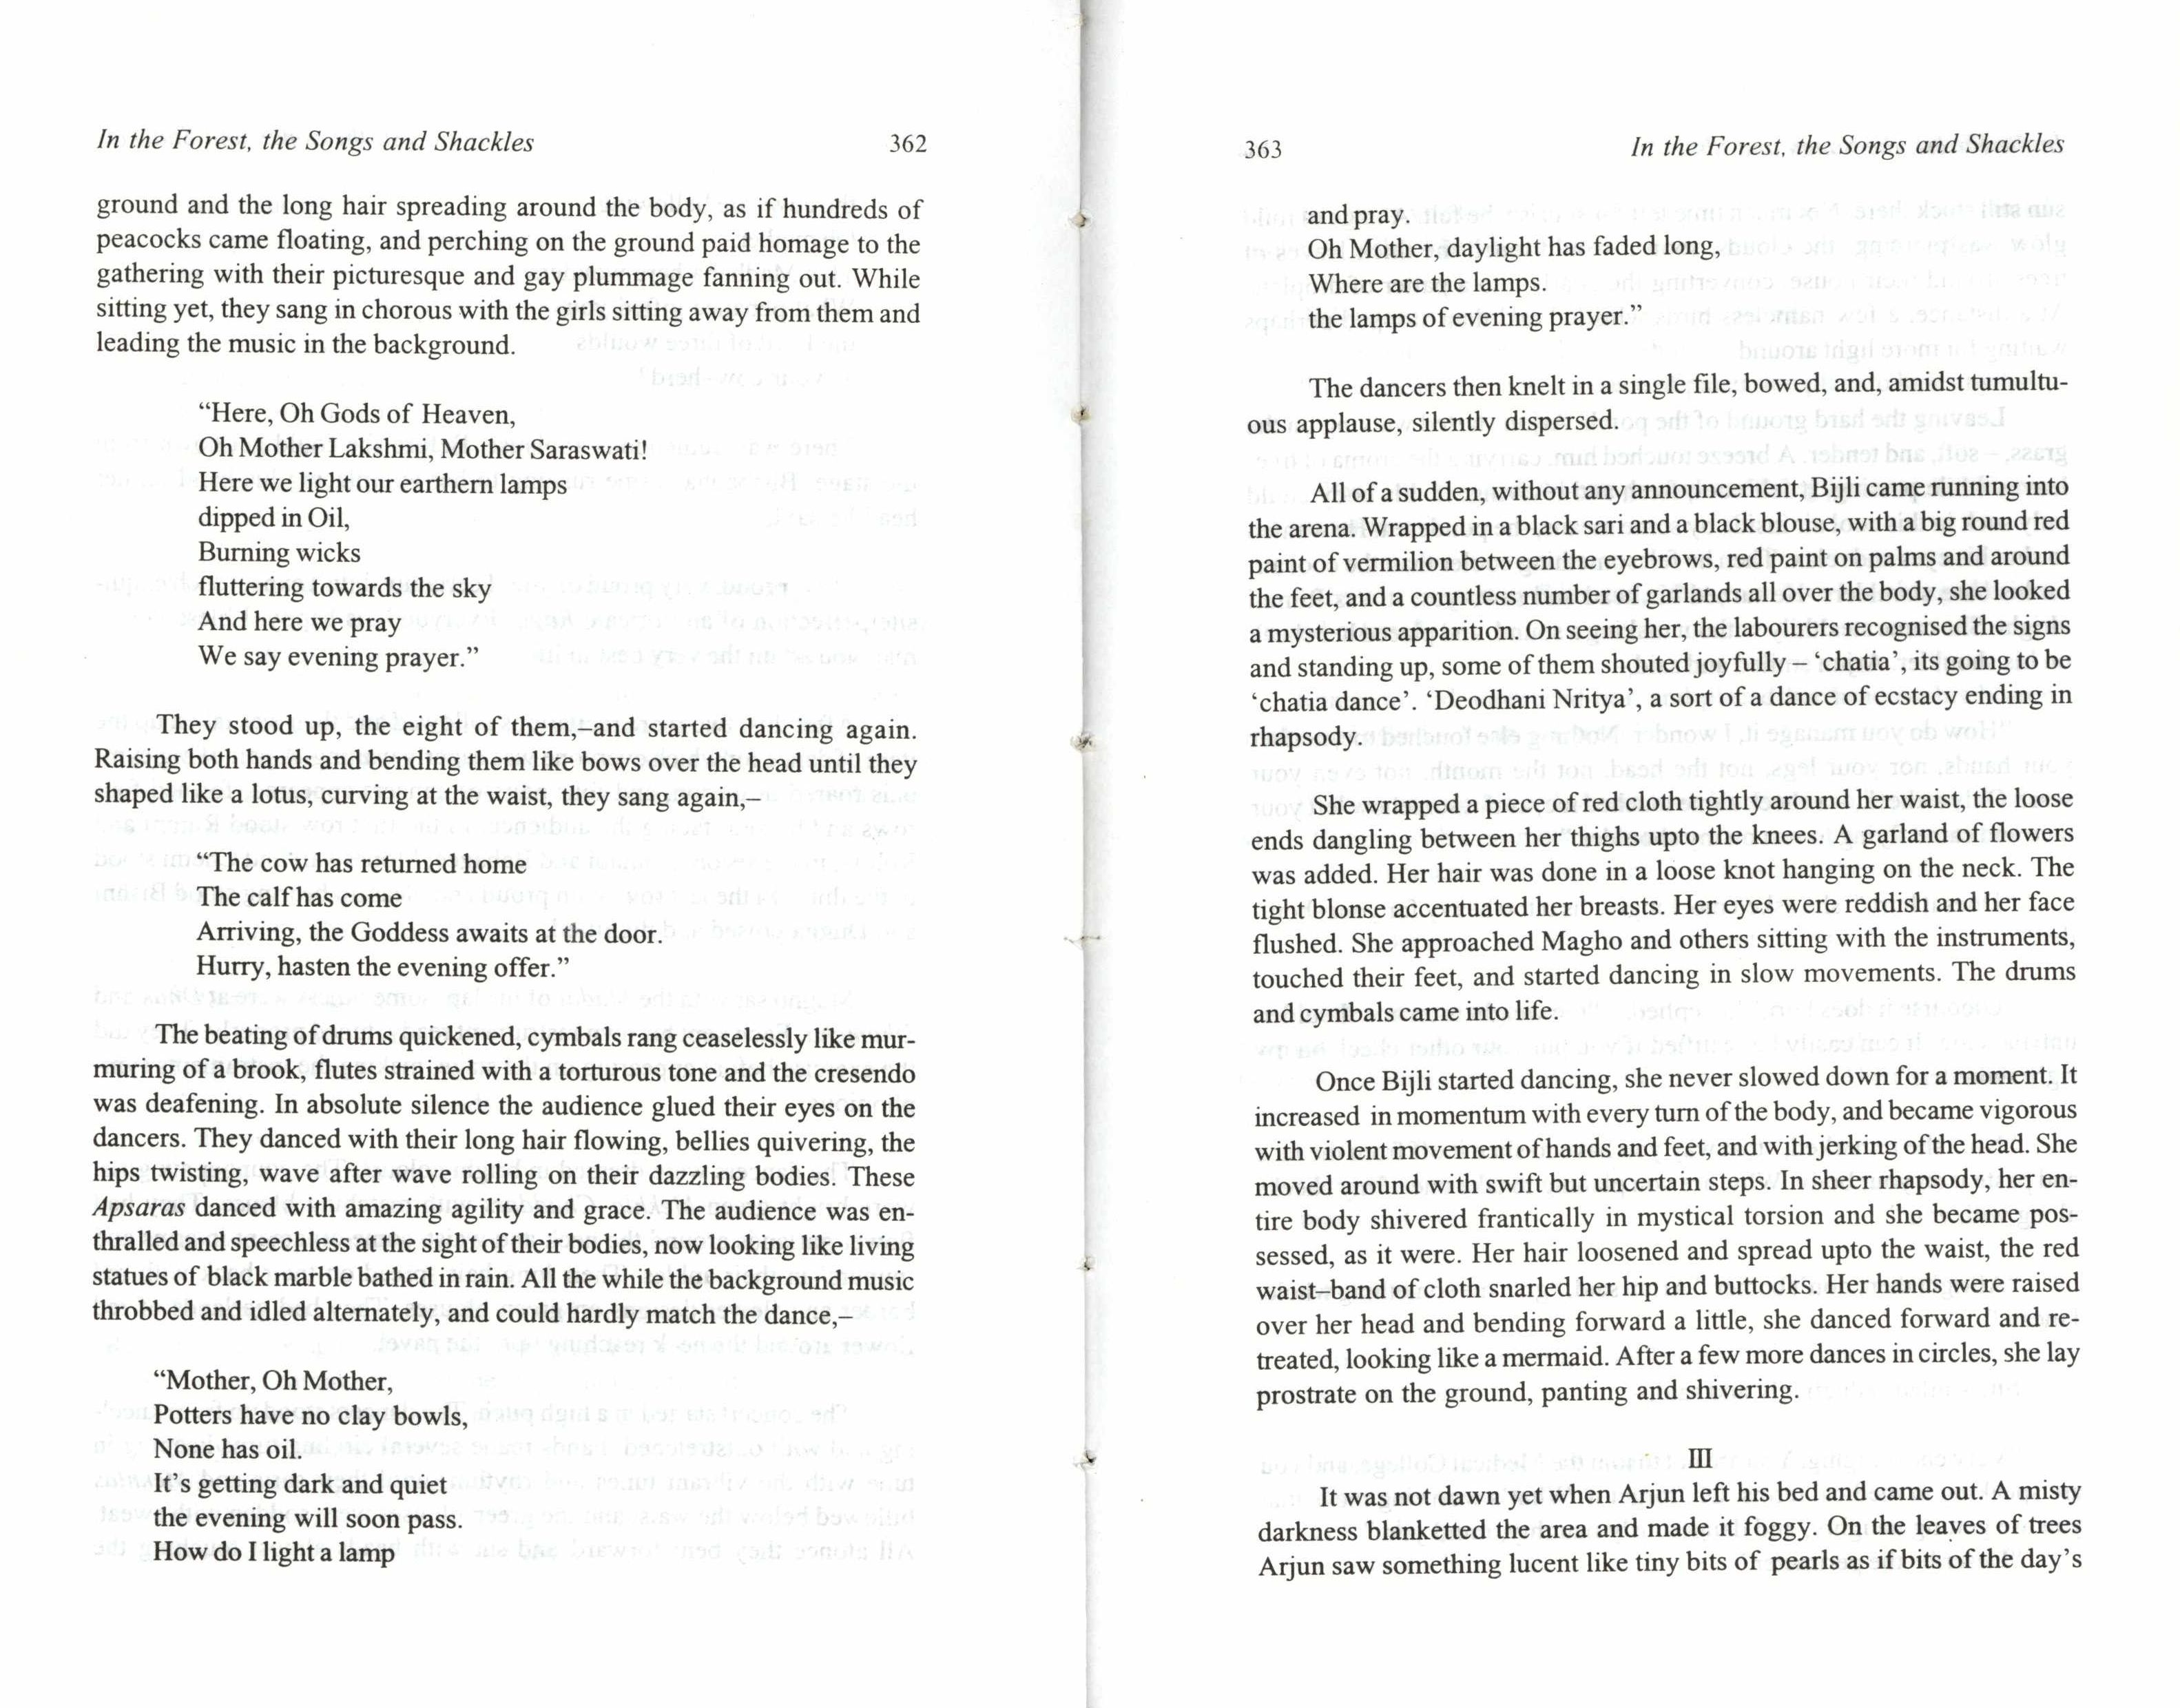 In the Forest, the Songs and Shackles 362
ground and the long hair spreading around the body, as if hundreds of
peacocks came floating, and perching on the ground paid homage to the
gathering with their picturesque and gay plummage fanning out. While
sitting yet, they sang in chorous with the girls sitting away from them and
leading the music in the background.
“Here, Oh Gods of Heaven,
Oh Mother Lakshmi, Mother Saraswati!
Here we light our earthern lamps
dipped in Oil,
Burning wicks
fluttering towards the sky
And here we pray
We say evening prayer.”
They stood up, the eight of them,–and started dancing again.
Raising both hands and bending them like bows over the head until they
shaped like a lotus, curving at the waist, they sang again,–
“The cow has returned home
The calf has come
Arriving, the Goddess awaits at the door.
Hurry, hasten the evening offer.”
The beating of drums quickened, cymbals rang ceaselessly like mur-
muring of a brook, flutes strained with a torturous tone and the cresendo
was deafening. In absolute silence the audience glued their eyes on the
dancers. They danced with their long hair flowing, bellies quivering, the
hips twisting, wave after wave rolling on their dazzling bodies. These
Apsaras danced with amazing agility and grace. The audience was en-
thralled and speechless at the sight of their bodies, now looking like living
statues of black marble bathed in rain. All the while the background music
throbbed and idled alternately, and could hardly match the dance,–
“Mother, Oh Mother,
Potters have no clay bowls,
None has oil.
It’s getting dark and quiet
the evening will soon pass.
How do I light a lamp
363 In the Forest, the Songs and Shackles
and pray.
Oh Mother, daylight has faded long,
Where are the lamps.
the lamps of evening prayer.”
The dancers then knelt in a single file, bowed, and, amidst tumultu-
ous applause, silently dispersed.
All of a sudden, without any announcement, Bijli came running into
the arena. Wrapped in a black sari and a black blouse, with a big round red
paint of vermilion between the eyebrows, red paint on palms and around
the feet, and a countless number of garlands all over the body, she looked
a mysterious apparition. On seeing her, the labourers recognised the signs
and standing up, some of them shouted joyfully – ‘chatia’, its going to be
‘chatia dance’. ‘Deodhani Nritya’, a sort of a dance of ecstacy ending in
rhapsody.
She wrapped a piece of red cloth tightly around her waist, the loose
ends dangling between her thighs upto the knees. A garland of flowers
was added. Her hair was done in a loose knot hanging on the neck. The
tight blonse accentuated her breasts. Her eyes were reddish and her face
flushed. She approached Magho and others sitting with the instruments,
touched their feet, and started dancing in slow movements. The drums
and cymbals came into life.
Once Bijli started dancing, she never slowed down for a moment. It
increased in momentum with every turn of the body, and became vigorous
with violent movement of hands and feet, and with jerking of the head. She
moved around with swift but uncertain steps. In sheer rhapsody, her en-
tire body shivered frantically in mystical torsion and she became pos-
sessed, as it were. Her hair loosened and spread upto the waist, the red
waist–band of cloth snarled her hip and buttocks. Her hands were raised
over her head and bending forward a little, she danced forward and re-
treated, looking like a mermaid. After a few more dances in circles, she lay
prostrate on the ground, panting and shivering.
III
It was not dawn yet when Arjun left his bed and came out. A misty
darkness blanketted the area and made it foggy. On the leaves of trees
Arjun saw something lucent like tiny bits of pearls as if bits of the day’s